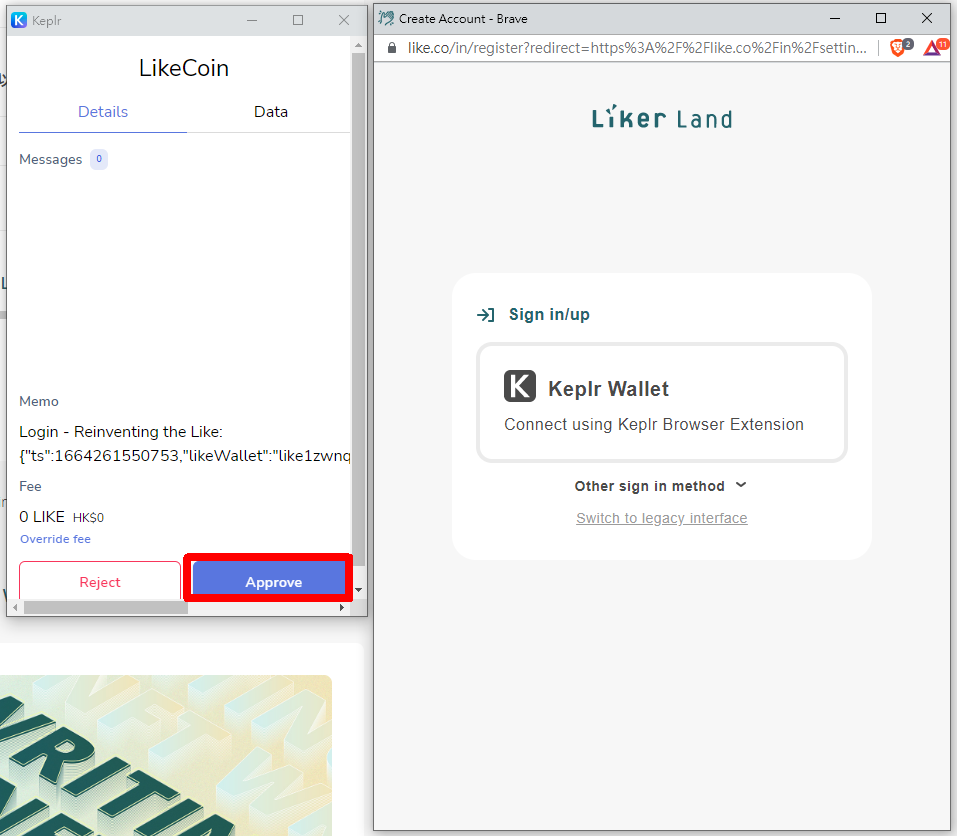 Keplr
LikeCoin
Details
Data
Messages 0
Memo
Login - Reinventing the Like:
{"ts":1664261550753,"likeWallet":"like1zwnq
Fee
0 LIKE HK$0
Override fee
Reject
Approve
Create Account - Brave
like.co/in/register?redirect=https%3A%2F%2Flike.co%2Fin%2Fsettin...
2
11
Liker Land
Sign in/up
K Keplr Wallet
Connect using Keplr Browser Extension
Other sign in method
Switch to legacy interface
WRITIN